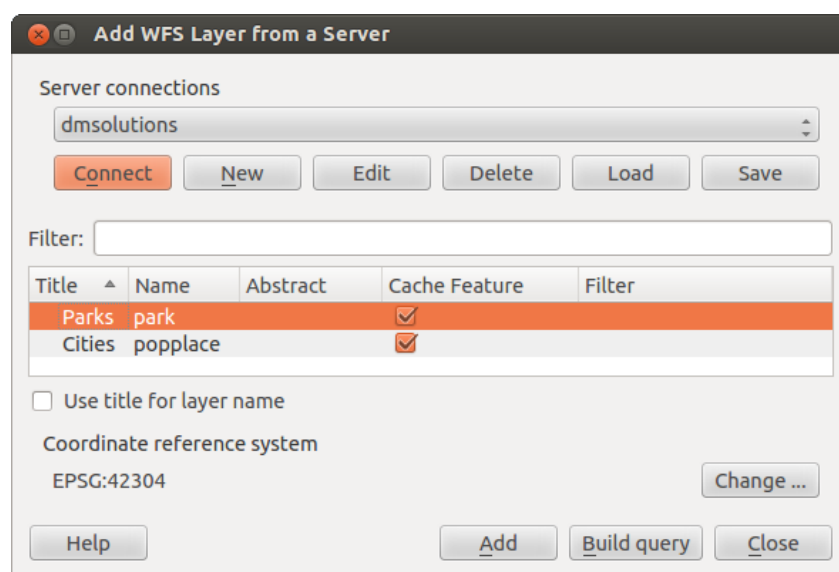 Add WFS Layer from a Server
Server connections
dmsolutions
Connect New Edit Delete Load Save
Filter:
Title Name Abstract Cache Feature Filter
Parks park
Cities popplace
Use title for layer name
Coordinate reference system
EPSG:42304
Change ...
Help Add Build query Close